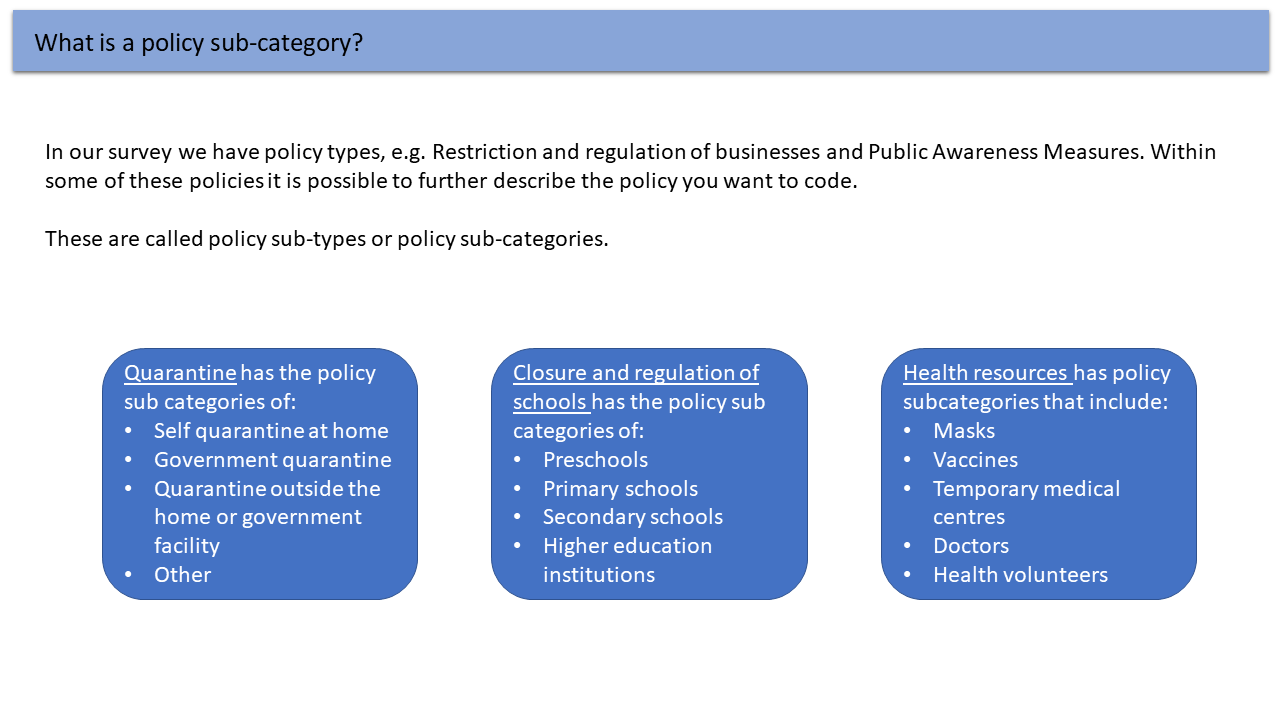 What is a policy sub-category?
In our survey we have policy types, e.g. Restriction and regulation of businesses and Public Awareness Measures. Within
some of these policies it is possible to further describe the policy you want to code.
These are called policy sub-types or policy sub-categories.
Quarantine has the policy
sub categories of:
• Self quarantine at home
• Government quarantine
• Quarantine outside the
home or government
facility
• Other
Closure and regulation of
schools has the policy sub
categories of:
• Preschools
• Primary schools
• Secondary schools
• Higher education
institutions
Health resources has policy
subcategories that include:
• Masks
• Vaccines
• Temporary medical
centres
• Doctors
• Health volunteers